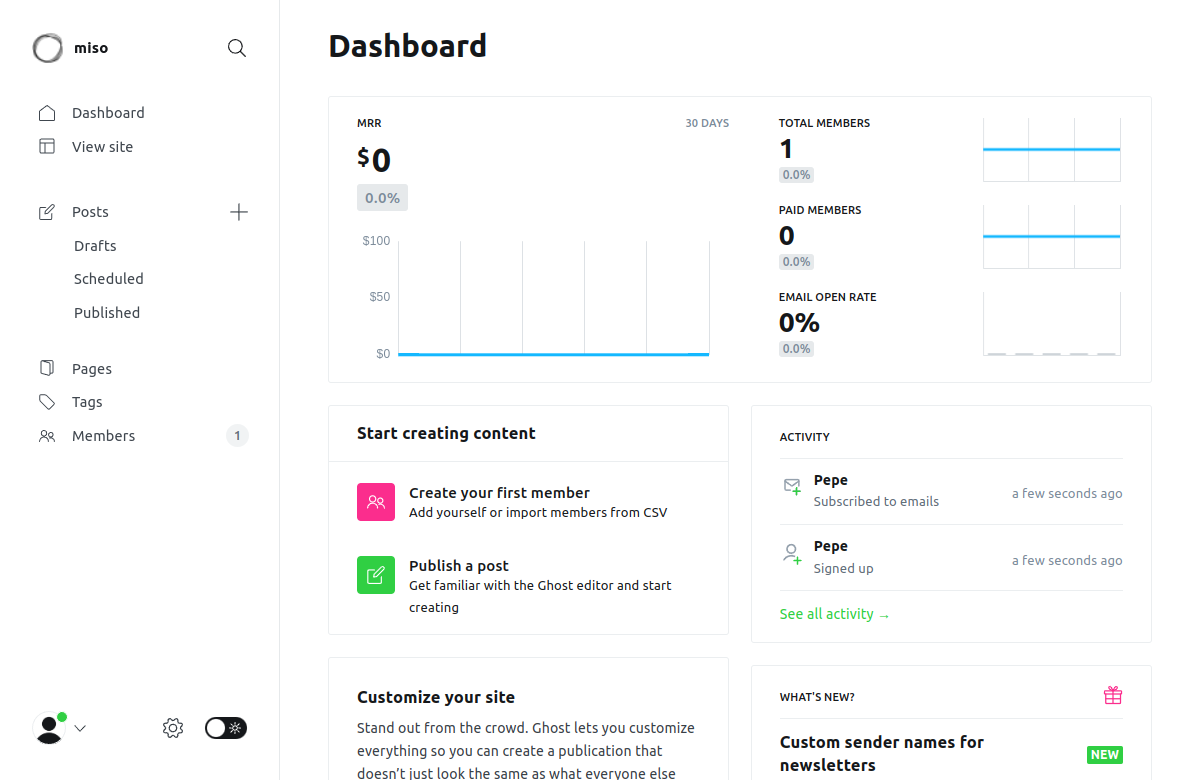 miso
Dashboard
View site
Posts
Drafts
Scheduled
Published
Pages
Tags
Members 1
Dashboard
MRR 30 DAYS
$0
0.0%
$100
$50
$0
TOTAL MEMBERS
1
0.0%
PAID MEMBERS
0
0.0%
EMAIL OPEN RATE
0%
0.0%
Start creating content
Create your first member
Add yourself or import members from CSV
Publish a post
Get familiar with the Ghost editor and start
creating
Customize your site
Stand out from the crowd. Ghost lets you customize
everything so you can create a publication that
doesn’t just look the same as what everyone else
ACTIVITY
Pepe
Subscribed to emails a few seconds ago
Pepe
Signed up a few seconds ago
See all activity →
WHAT'S NEW?
Custom sender names for
newsletters NEW